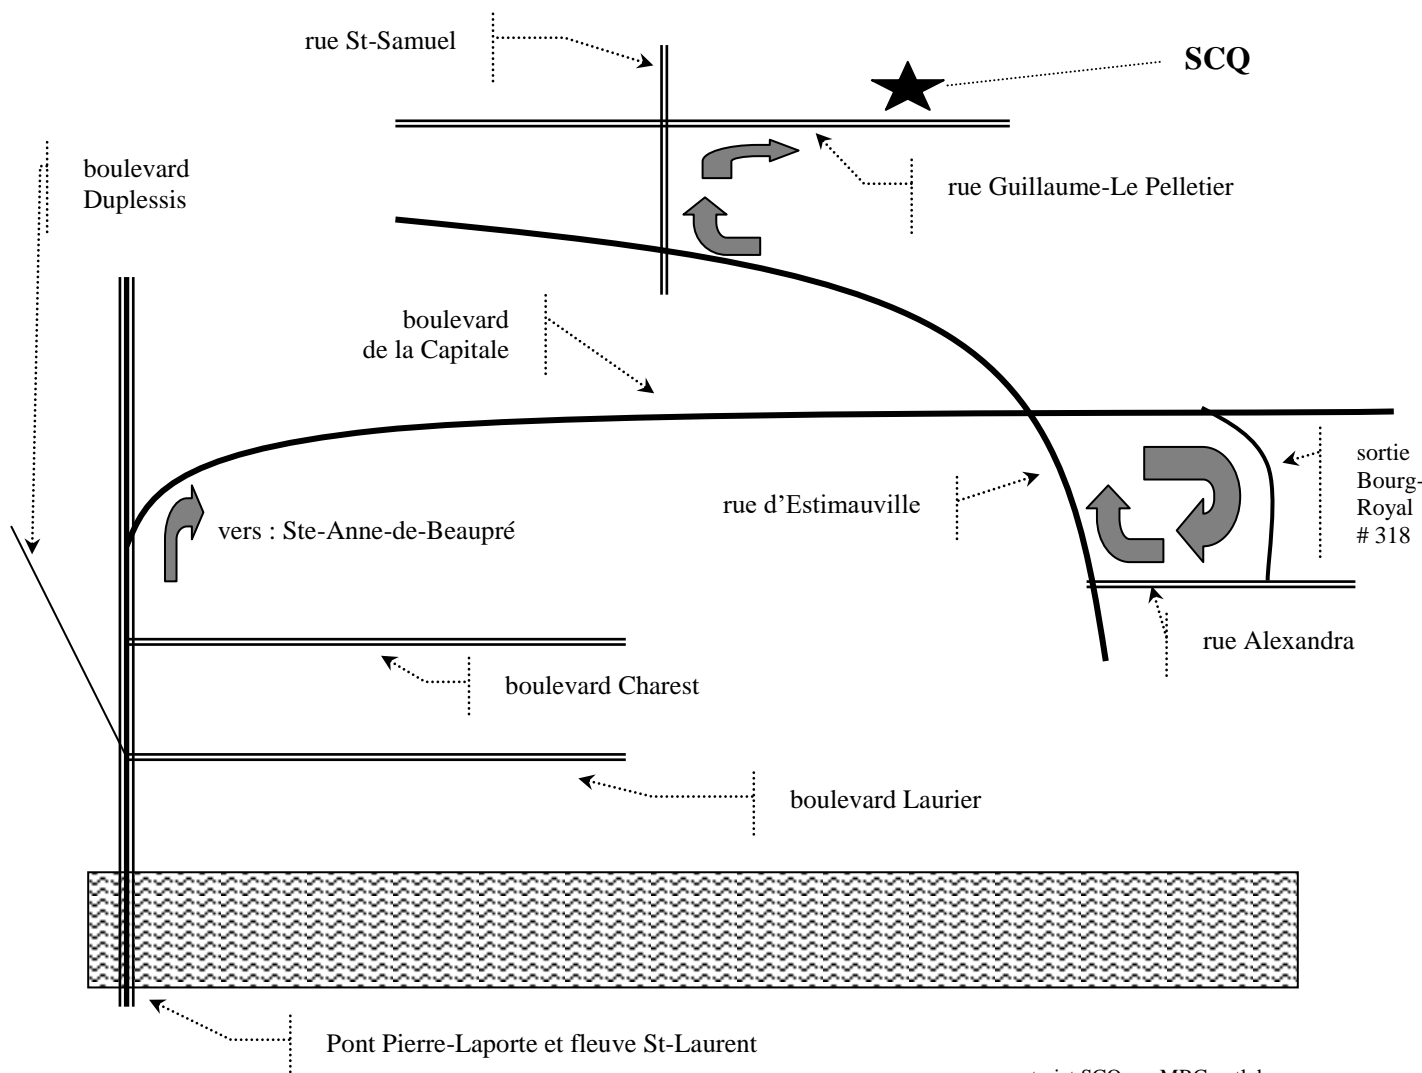 rue St-Samuel
SCQ
boulevard
Duplessis
rue Guillaume-Le Pelletier
boulevard
de la Capitale
sortie
Bourg-
Royal
# 318
rue d'Estimauville
vers : Ste-Anne-de-Beaupré
rue Alexandra
boulevard Charest
boulevard Laurier
Pont Pierre-Laporte et fleuve St-Laurent